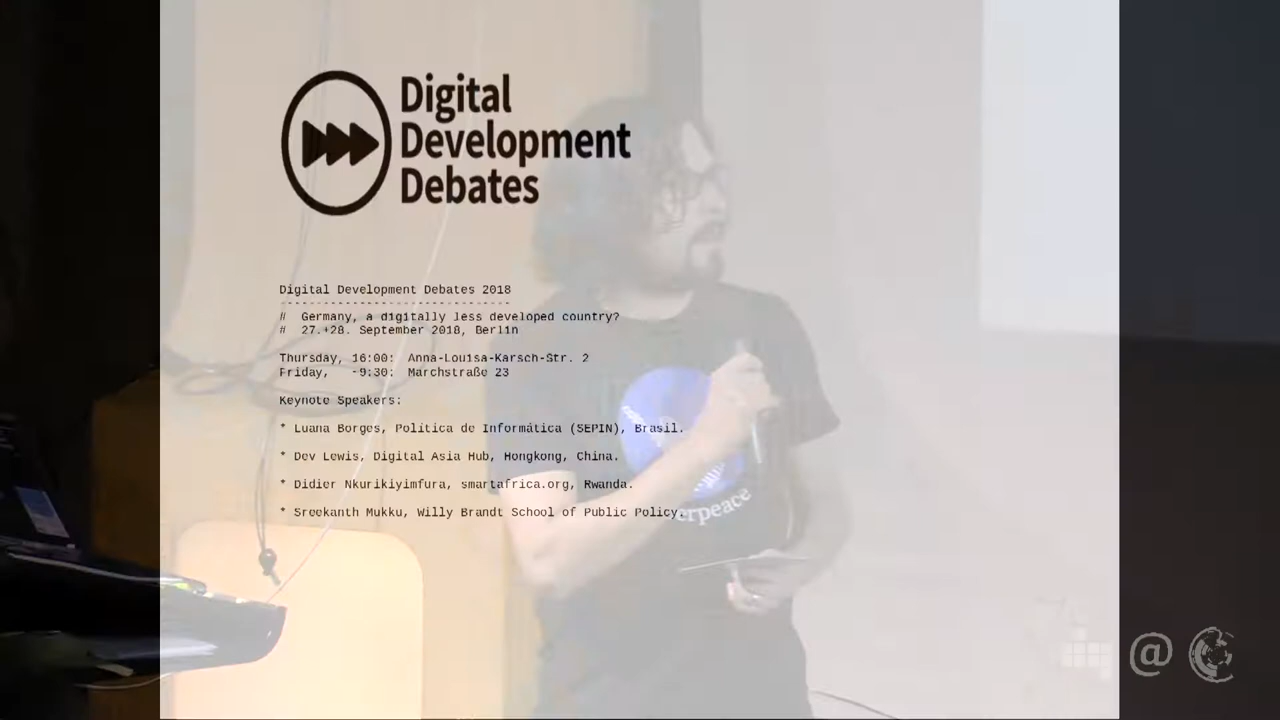 Digital
Development
Debates
Digital Development Debates 2018
--------------------------------
#  Germany, a digitally less developed country?
#  27.+28. September 2018, Berlin
Thursday, 16:00:  Anna-Louisa-Karsch-Str. 2
Friday,   -9:30:  Marchstraße 23
Keynote Speakers:
* Luana Borges, Política de Informática (SEPIN), Brasil.
* Dev Lewis, Digital Asia Hub, Hongkong, China.
* Didier Nkurikiyimfura, smartafrica.org, Rwanda.
* Sreekanth Mukku, Willy Brandt School of Public Policy.
@